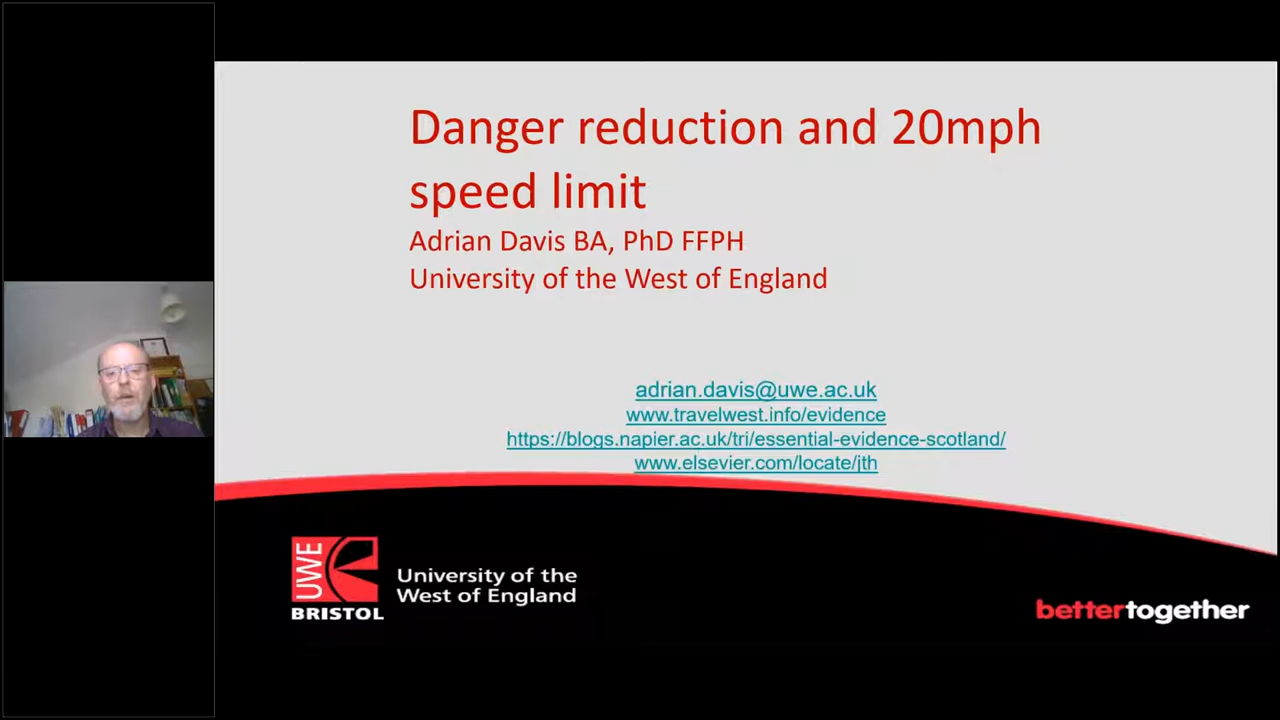 Danger reduction and 20mph
speed limit
Adrian Davis BA, PhD FFPH
University of the West of England
adrian.davis@uwe.ac.uk
www.travelwest.info/evidence
https://blogs.napier.ac.uk/tri/essential-evidence-scotland/
www.elsevier.com/locate/jth
UWE
BRISTOL
University of the
West of England
bettertogether